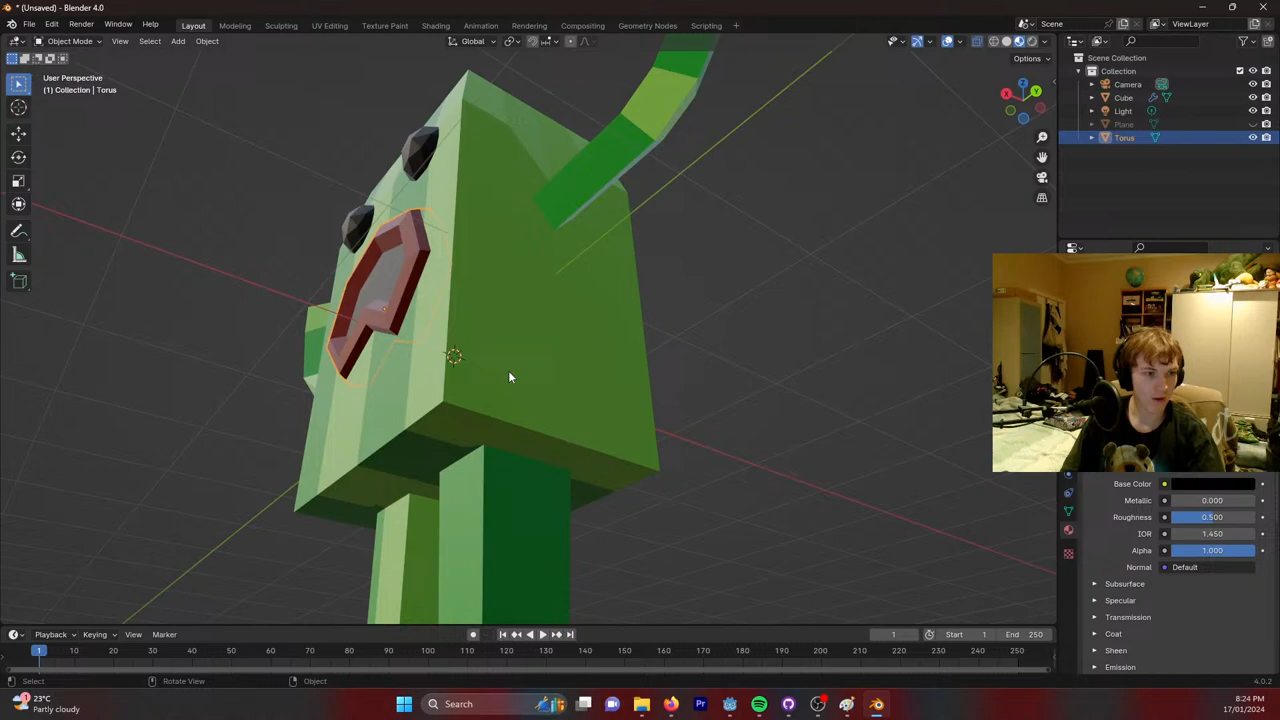 * (Unsaved) - Blender 4.0
File Edit Render Window Help Layout Modeling Sculpting UV Editing Texture Paint Shading Animation Rendering Compositing Geometry Nodes Scripting + Scene ViewLayer
Object Mode View Select Add Object Global
Options
User Perspective
(1) Collection | Torus
X Y Z
Scene Collection
Collection
Camera
Cube
Light
Plane
Torus
Base Color
Metallic 0.000
Roughness 0.500
IOR 1.450
Alpha 1.000
Normal Default
Subsurface
Specular
Transmission
Coat
Sheen
Emission
Playback Keying View Marker 1 Start 1 End 250
1 10 20 30 40 50 60 70 80 90 100 110 120 130 140 150 160 170 180 190 200 210 220 230 240 250
Select Rotate View Object 4.0.2
23°C
Partly cloudy
Search
8:24 PM
17/01/2024